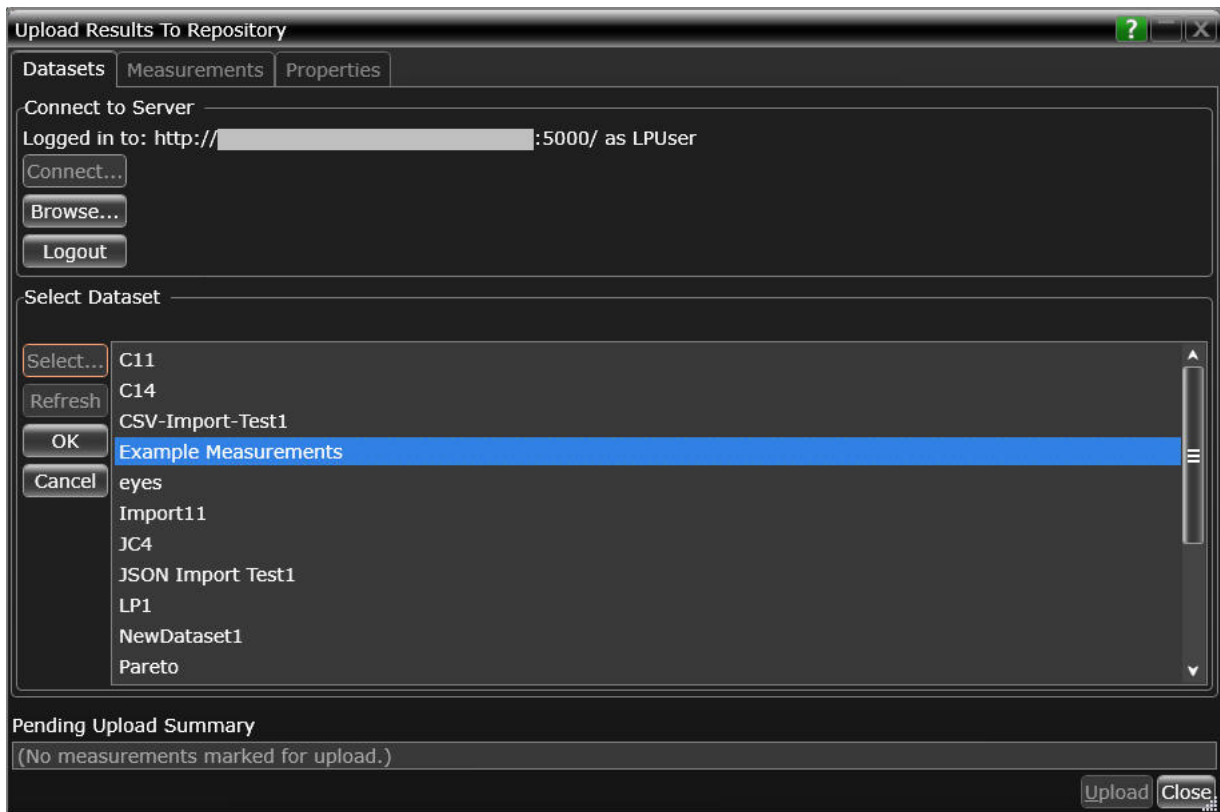 Upload Results To Repository
? X
Datasets Measurements Properties
Connect to Server
Logged in to: http:// :5000/ as LPUser
Connect...
Browse...
Logout
Select Dataset
Select...
Refresh
OK
Cancel
C11
C14
CSV-Import-Test1
Example Measurements
eyes
Import11
JC4
JSON Import Test1
LP1
NewDataset1
Pareto
Pending Upload Summary
(No measurements marked for upload.)
Upload Close